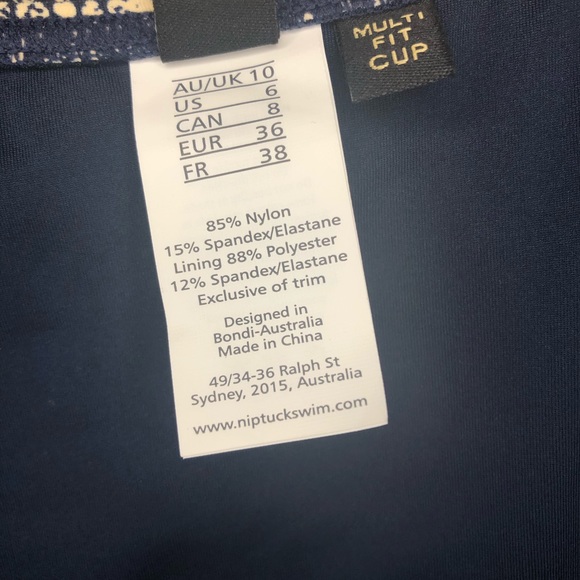 MULTI
FIT
CUP
AU/UK 10
US 6
CAN 8
EUR 36
FR 38
85% Nylon
15% Spandex/Elastane
Lining 88% Polyester
12% Spandex/Elastane
Exclusive of trim
Designed in
Bondi-Australia
Made in China
49/34-36 Ralph St
Sydney, 2015, Australia
www.niptuckswim.com